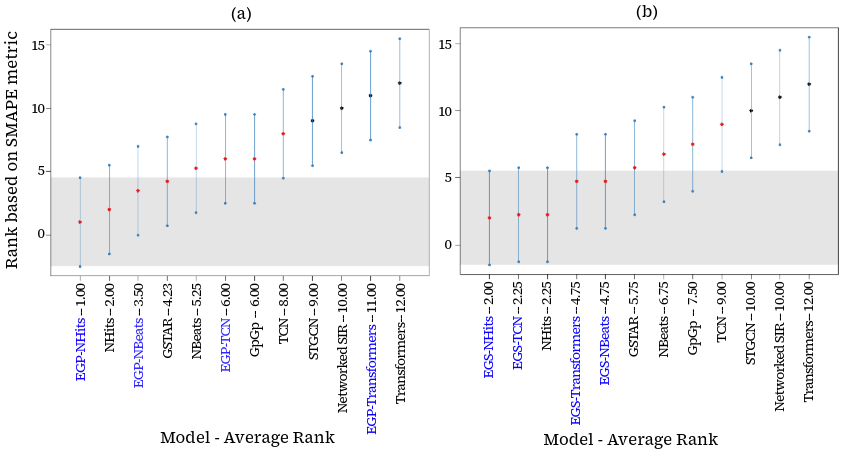 (a)
Rank based on SMAPE metric
15
10
5
0
EGP-NHits – 1.00
NHits – 2.00
EGP-NBeats – 3.50
GSTAR – 4.23
NBeats – 5.25
EGP-TCN – 6.00
GpGp – 6.00
TCN – 8.00
STGCN – 9.00
Networked SIR – 10.00
EGP-Transformers – 11.00
Transformers– 12.00
Model - Average Rank
(b)
15
10
5
0
EGS-NHits – 2.00
EGS-TCN – 2.25
NHits – 2.25
EGS-Transformers – 4.75
EGS-NBeats – 4.75
GSTAR – 5.75
NBeats – 6.75
GpGp – 7.50
TCN – 9.00
STGCN – 10.00
Networked SIR – 10.00
Transformers– 12.00
Model - Average Rank